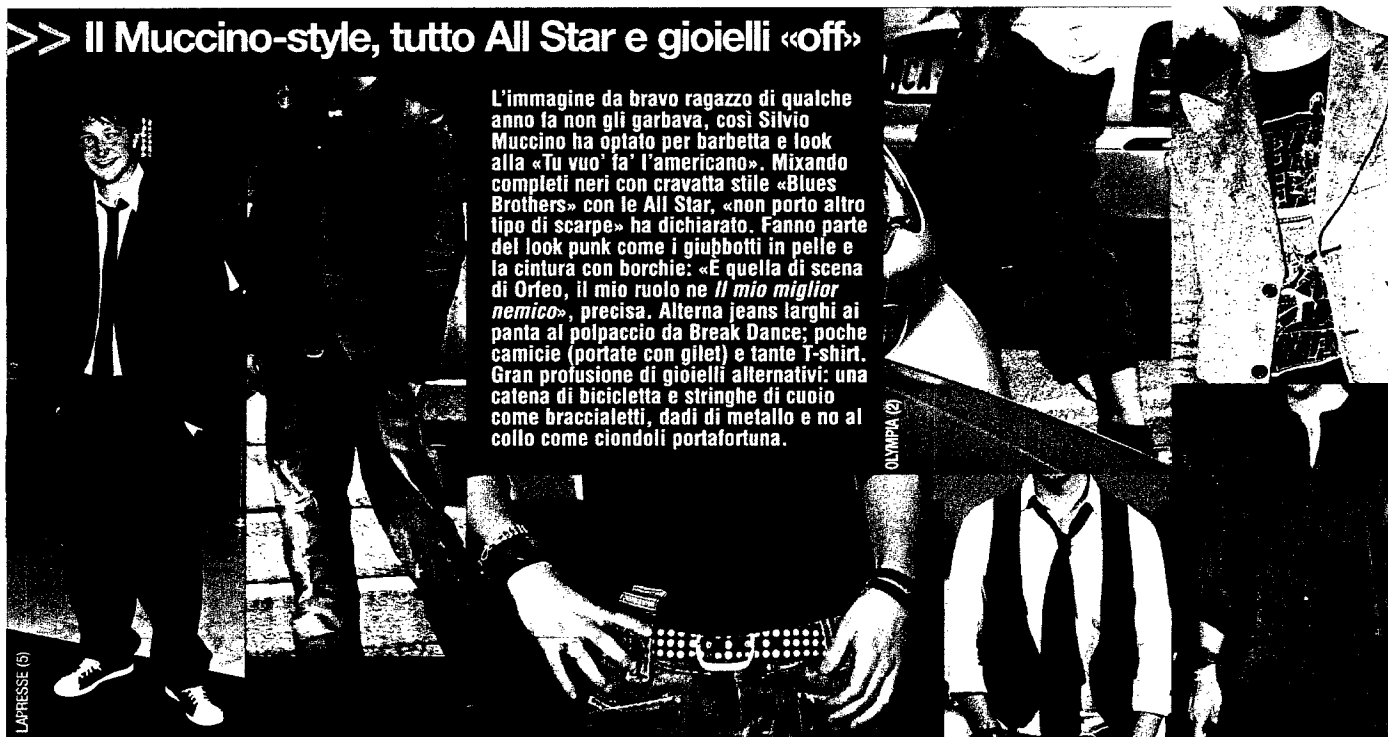 >> Il Muccino-style, tutto All Star e gioielli «off»
L'immagine da bravo ragazzo di qualche
anno fa non gli garbava, così Silvio
Muccino ha optato per barbetta e look
alla «Tu vuo' fa' l'americano». Mixando
completi neri con cravatta stile «Blues
Brothers» con le All Star, «non porto altro
tipo di scarpe» ha dichiarato. Fanno parte
del look punk come i giubbotti in pelle e
la cintura con borchie: «È quella di scena
di Orfeo, il mio ruolo ne Il mio miglior
nemico», precisa. Alterna jeans larghi ai
panta al polpaccio da Break Dance; poche
camicie (portate con gilet) e tante T-shirt.
Gran profusione di gioielli alternativi: una
catena di bicicletta e stringhe di cuoio
come braccialetti, dadi di metallo e no al
collo come ciondoli portafortuna.
LAPRESSE (5)
OLYMPIA (2)